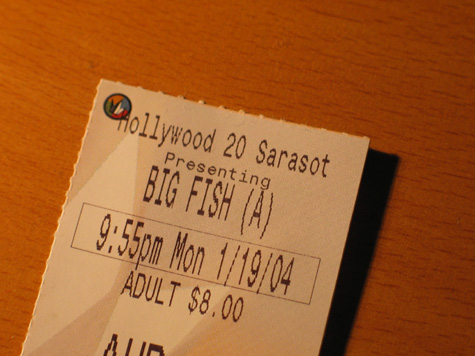 Hollywood 20 Sarasot
Presenting
BIG FISH (A)
9:55pm Mon 1/19/04
ADULT $8.00